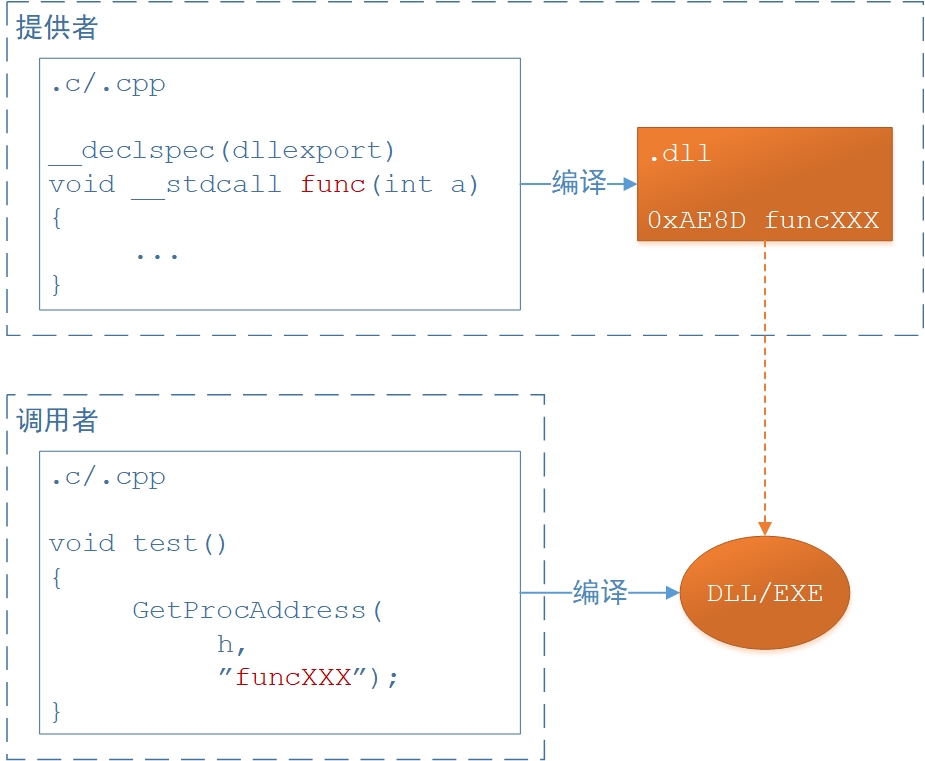 提供者
.c/.cpp
__declspec(dllexport)
void __stdcall func(int a)
{
...
}
编译
.dll
0xAE8D funcXXX
调用者
.c/.cpp
void test()
{
GetProcAddress(
h,
”funcXXX”);
}
编译
DLL/EXE